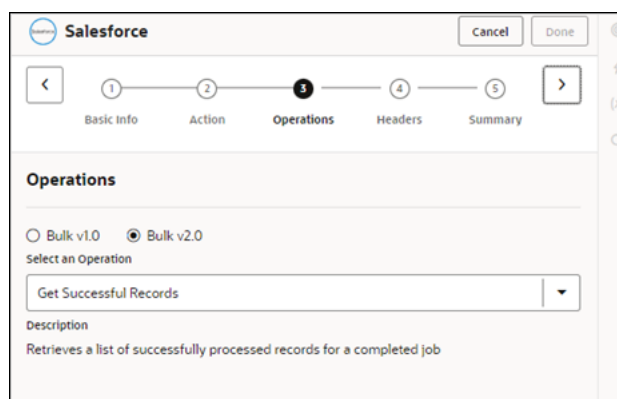 Salesforce
Cancel
Done
1
2
3
4
5
Basic Info
Action
Operations
Headers
Summary
Operations
Bulk v1.0
Bulk v2.0
Select an Operation
Get Successful Records
Description
Retrieves a list of successfully processed records for a completed job